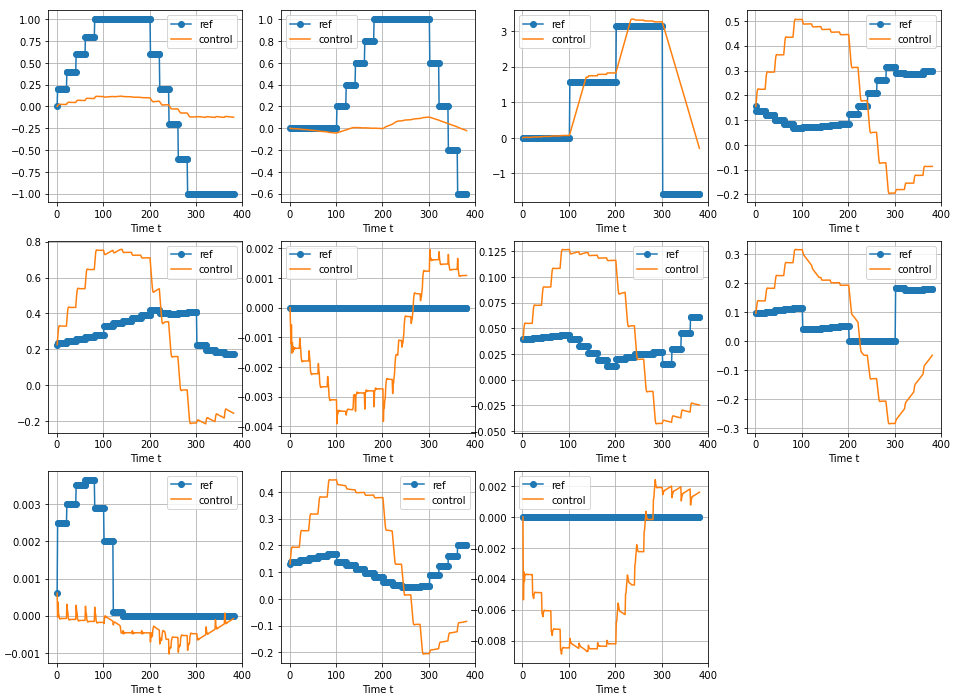 1.00
0.75
0.50
0.25
0.00
−0.25
−0.50
−0.75
−1.00
0 100 200 300 400
Time t
ref
control
1.0
0.8
0.6
0.4
0.2
0.0
−0.2
−0.4
−0.6
0 100 200 300 400
Time t
ref
control
3
2
1
0
−1
0 100 200 300 400
Time t
ref
control
0.5
0.4
0.3
0.2
0.1
0.0
−0.1
−0.2
0 100 200 300 400
Time t
ref
control
0.8
0.6
0.4
0.2
0.0
−0.2
0 100 200 300 400
Time t
ref
control
0.002
0.001
0.000
−0.001
−0.002
−0.003
−0.004
0 100 200 300 400
Time t
ref
control
0.125
0.100
0.075
0.050
0.025
0.000
−0.025
−0.050
0 100 200 300 400
Time t
ref
control
0.3
0.2
0.1
0.0
−0.1
−0.2
−0.3
0 100 200 300 400
Time t
ref
control
0.003
0.002
0.001
0.000
−0.001
0 100 200 300 400
Time t
ref
control
0.4
0.3
0.2
0.1
0.0
−0.1
−0.2
0 100 200 300 400
Time t
ref
control
0.002
0.000
−0.002
−0.004
−0.006
−0.008
0 100 200 300 400
Time t
ref
control